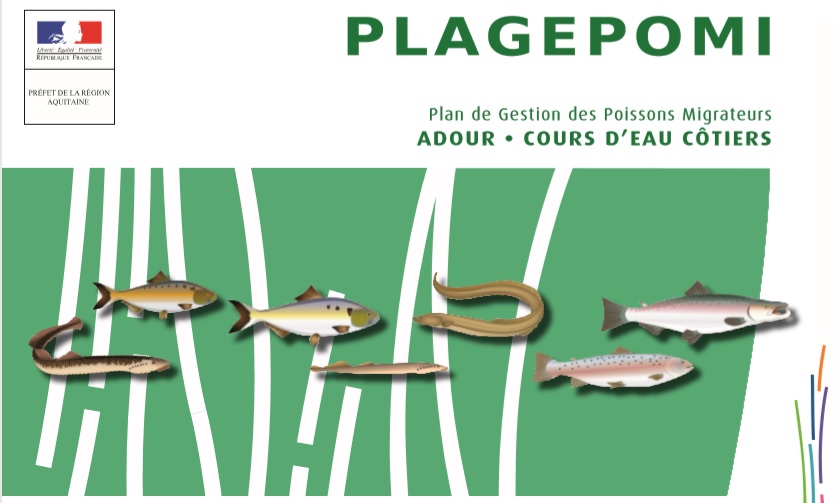 Liberté Égalité Fraternité
RÉPUBLIQUE FRANÇAISE
PRÉFET DE LA RÉGION
AQUITAINE
PLAGEPOMI
Plan de Gestion des Poissons Migrateurs
ADOUR • COURS D'EAU CÔTIERS